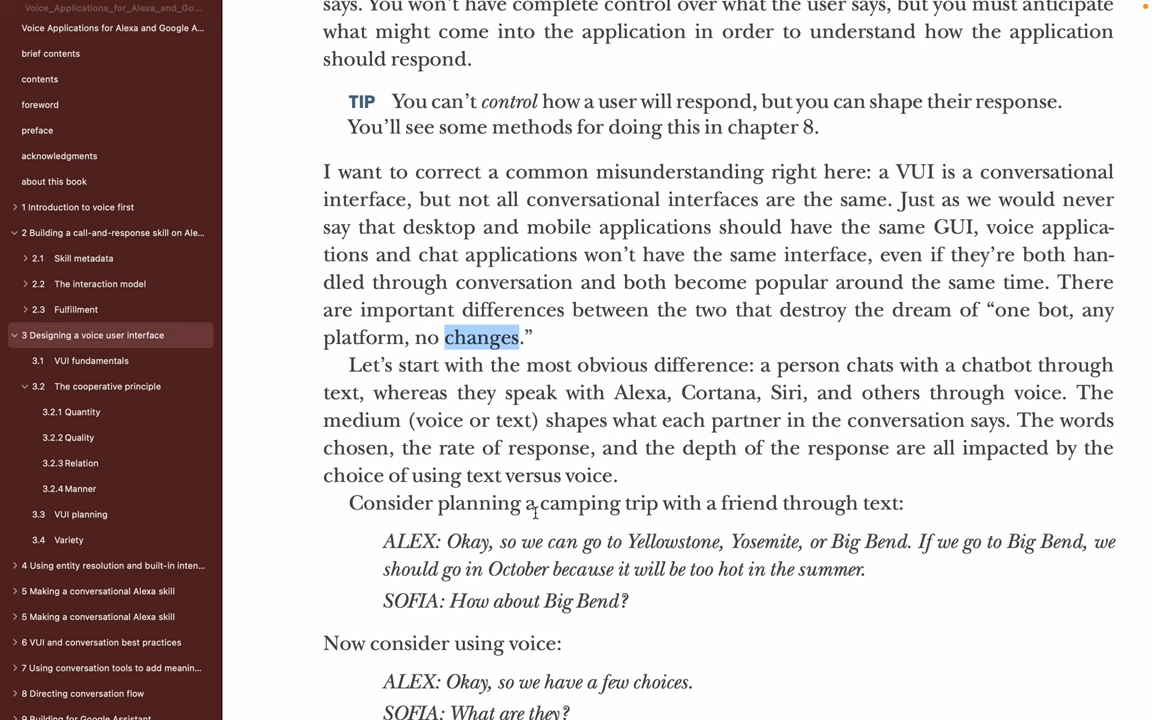 Voice_Applications_for_Alexa_and_Go...
Voice Applications for Alexa and Google A...
brief contents
contents
foreword
preface
acknowledgments
about this book
1 Introduction to voice first
2 Building a call-and-response skill on Ale...
2.1 Skill metadata
2.2 The interaction model
2.3 Fulfillment
3 Designing a voice user interface
3.1 VUI fundamentals
3.2 The cooperative principle
3.2.1 Quantity
3.2.2 Quality
3.2.3 Relation
3.2.4 Manner
3.3 VUI planning
3.4 Variety
4 Using entity resolution and built-in inten...
5 Making a conversational Alexa skill
5 Making a conversational Alexa skill
6 VUI and conversation best practices
7 Using conversation tools to add meanin...
8 Directing conversation flow
9 Building for Google Assistant
says. You won't have complete control over what the user says, but you must anticipate
what might come into the application in order to understand how the application
should respond.
TIP You can't control how a user will respond, but you can shape their response.
You'll see some methods for doing this in chapter 8.
I want to correct a common misunderstanding right here: a VUI is a conversational
interface, but not all conversational interfaces are the same. Just as we would never
say that desktop and mobile applications should have the same GUI, voice applica-
tions and chat applications won't have the same interface, even if they're both han-
dled through conversation and both become popular around the same time. There
are important differences between the two that destroy the dream of “one bot, any
platform, no changes.”
Let's start with the most obvious difference: a person chats with a chatbot through
text, whereas they speak with Alexa, Cortana, Siri, and others through voice. The
medium (voice or text) shapes what each partner in the conversation says. The words
chosen, the rate of response, and the depth of the response are all impacted by the
choice of using text versus voice.
Consider planning a camping trip with a friend through text:
ALEX: Okay, so we can go to Yellowstone, Yosemite, or Big Bend. If we go to Big Bend, we
should go in October because it will be too hot in the summer.
SOFIA: How about Big Bend?
Now consider using voice:
ALEX: Okay, so we have a few choices.
SOFIA: What are they?